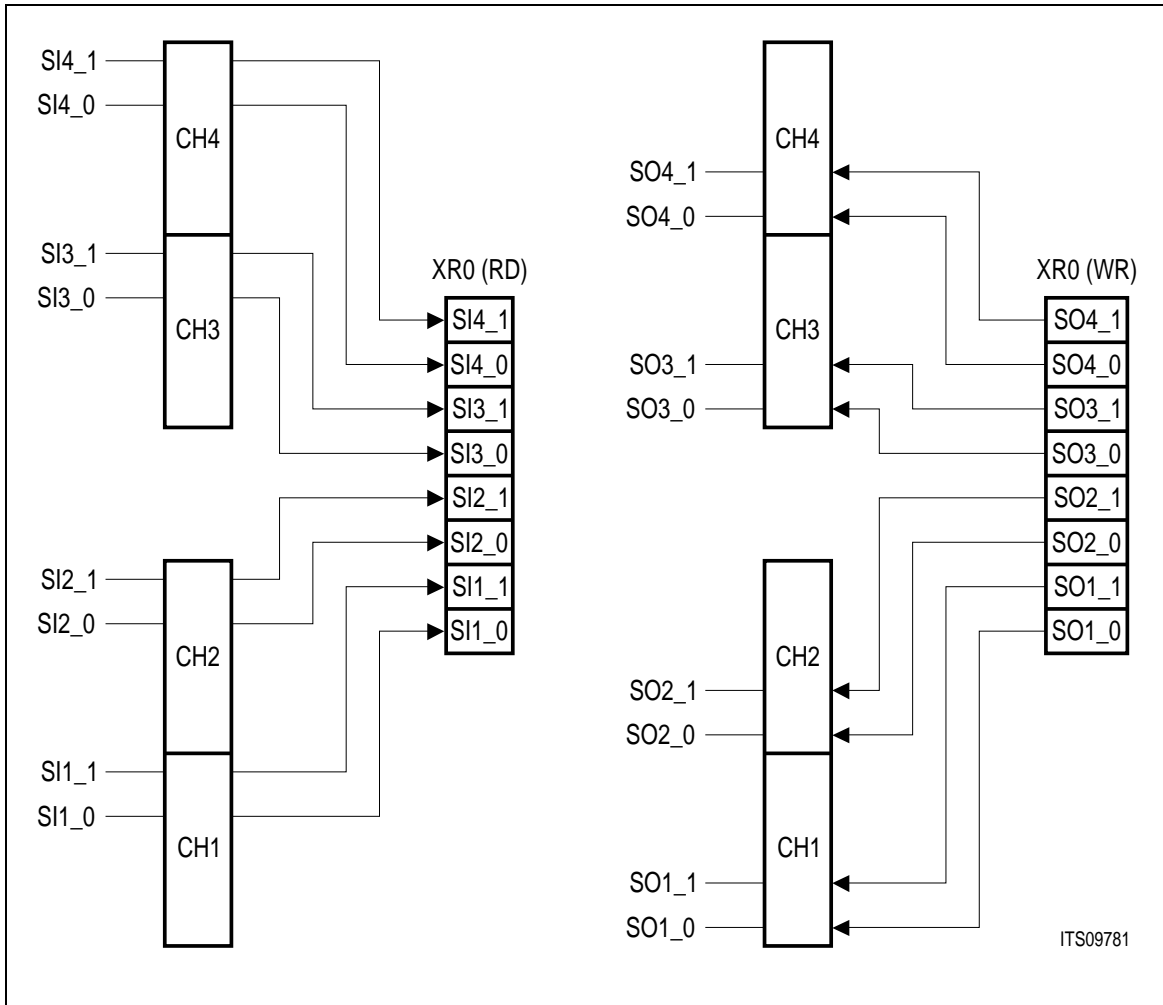 SI4_1
SI4_0
CH4
SI3_1
SI3_0
CH3
XR0 (RD)
SI4_1
SI4_0
SI3_1
SI3_0
SI2_1
SI2_0
SI1_1
SI1_0
SI2_1
SI2_0
CH2
SI1_1
SI1_0
CH1
CH4
SO4_1
SO4_0
CH3
SO3_1
SO3_0
XR0 (WR)
SO4_1
SO4_0
SO3_1
SO3_0
SO2_1
SO2_0
SO1_1
SO1_0
CH2
SO2_1
SO2_0
CH1
SO1_1
SO1_0
ITS09781